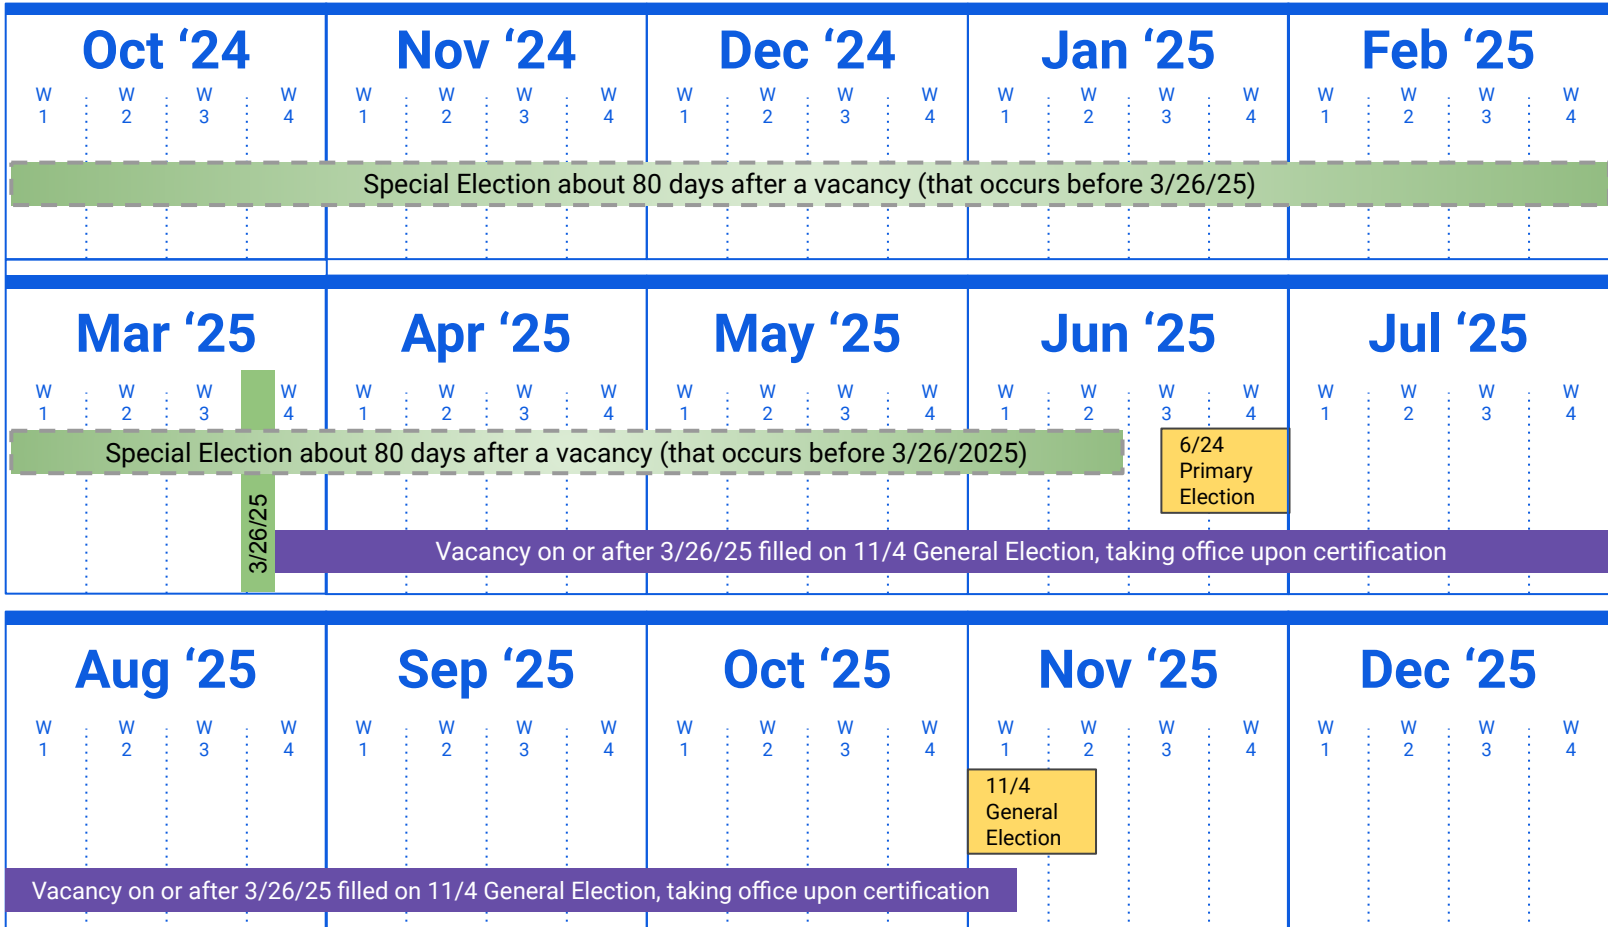 Oct ‘24 Nov ‘24 Dec ‘24 Jan ‘25 Feb ‘25
W W W W W W W W W W W W W W W W W W W W
1 2 3 4 1 2 3 4 1 2 3 4 1 2 3 4 1 2 3 4
Special Election about 80 days after a vacancy (that occurs before 3/26/25)
Mar ‘25 Apr ‘25 May ‘25 Jun ‘25 Jul ‘25
W W W W W W W W W W W W W W W W W W W W
1 2 3 4 1 2 3 4 1 2 3 4 1 2 3 4 1 2 3 4
Special Election about 80 days after a vacancy (that occurs before 3/26/2025)
6/24
Primary
Election
3/26/25
Vacancy on or after 3/26/25 filled on 11/4 General Election, taking office upon certification
Aug ‘25 Sep ‘25 Oct ‘25 Nov ‘25 Dec ‘25
W W W W W W W W W W W W W W W W W W W W
1 2 3 4 1 2 3 4 1 2 3 4 1 2 3 4 1 2 3 4
11/4
General
Election
Vacancy on or after 3/26/25 filled on 11/4 General Election, taking office upon certification